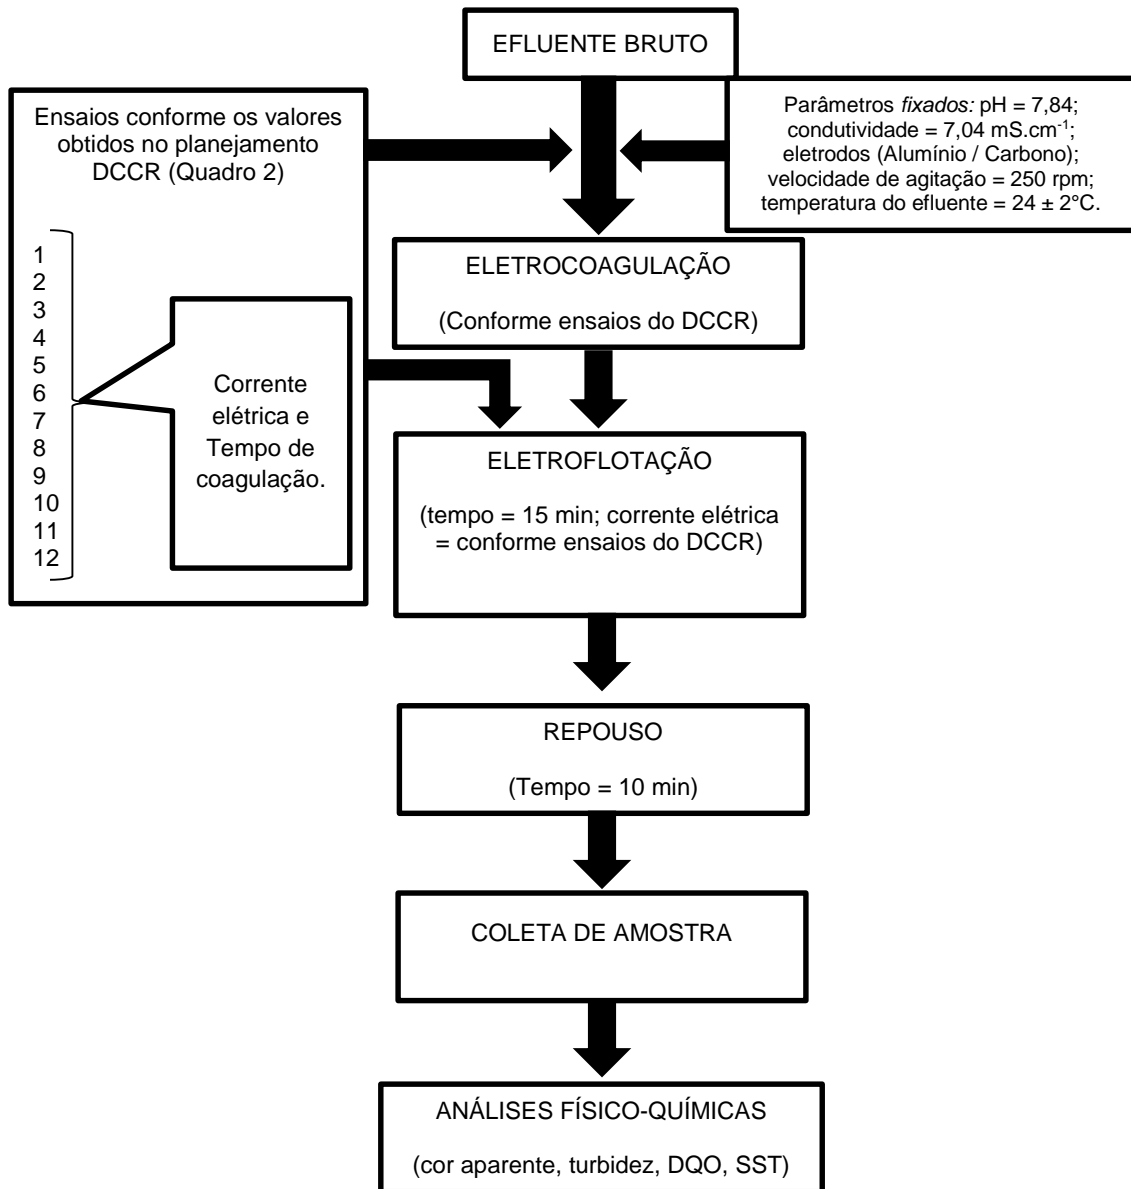 EFLUENTE BRUTO
Ensaios conforme os valores
obtidos no planejamento
DCCR (Quadro 2)
1
2
3
4
5
6
7
8
9
10
11
12
Corrente
elétrica e
Tempo de
coagulação.
Parâmetros fixados: pH = 7,84;
condutividade = 7,04 mS.cm⁻¹;
eletrodos (Alumínio / Carbono);
velocidade de agitação = 250 rpm;
temperatura do efluente = 24 ± 2°C.
ELETROCOAGULAÇÃO
(Conforme ensaios do DCCR)
ELETROFLOTAÇÃO
(tempo = 15 min; corrente elétrica
= conforme ensaios do DCCR)
REPOUSO
(Tempo = 10 min)
COLETA DE AMOSTRA
ANÁLISES FÍSICO-QUÍMICAS
(cor aparente, turbidez, DQO, SST)